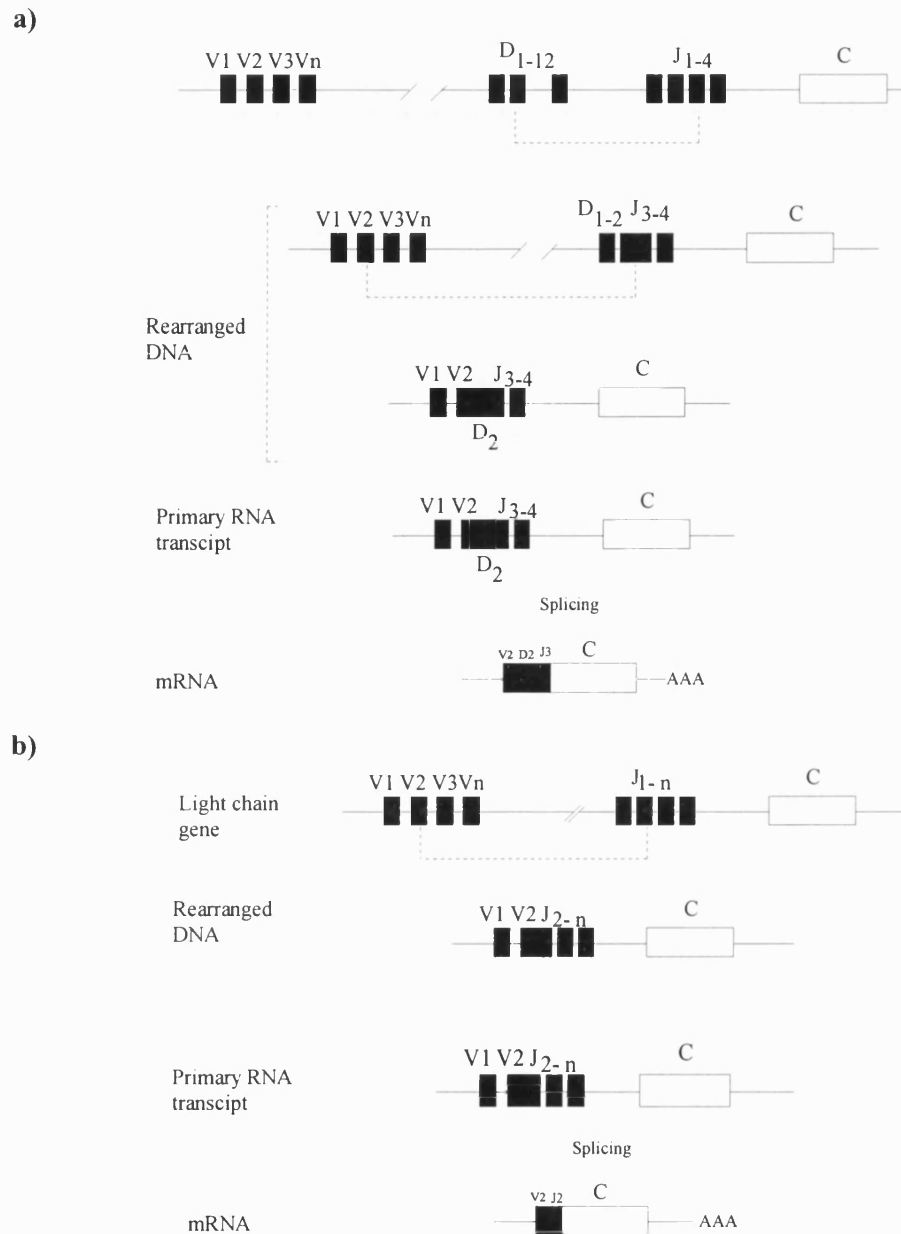 a)
V1 V2 V3Vn D1-12 J1-4 C
V1 V2 V3Vn D1-2 J3-4 C
Rearranged
DNA
V1 V2 J3-4 C
D2
Primary RNA
transcipt
V1 V2 J3-4 C
D2
Splicing
mRNA
V2 D2 J3 C
AAA
b)
Light chain
gene
V1 V2 V3Vn J1-n C
Rearranged
DNA
V1 V2 J2-n C
Primary RNA
transcipt
V1 V2 J2-n C
Splicing
mRNA
V2 J2 C
AAA